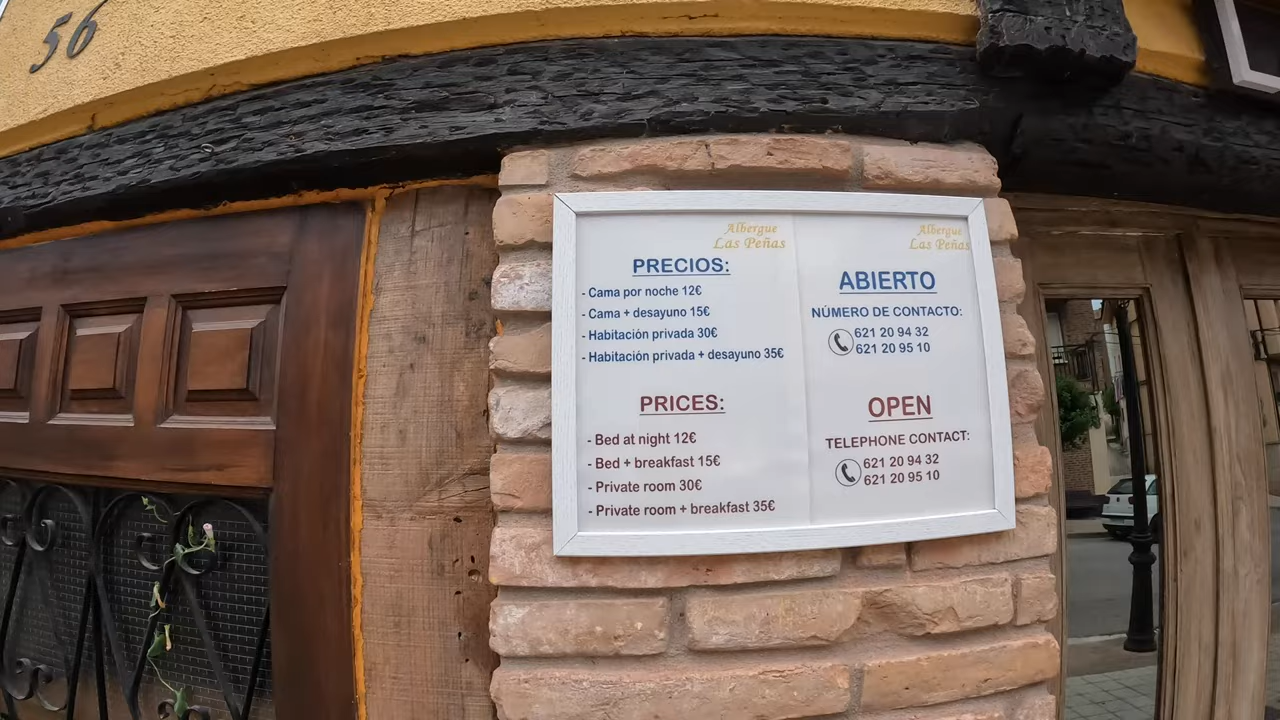 56
Albergue
Las Peñas
PRECIOS:
- Cama por noche 12€
- Cama + desayuno 15€
- Habitación privada 30€
- Habitación privada + desayuno 35€
PRICES:
- Bed at night 12€
- Bed + breakfast 15€
- Private room 30€
- Private room + breakfast 35€
Albergue
Las Peñas
ABIERTO
NÚMERO DE CONTACTO:
621 20 94 32
621 20 95 10
OPEN
TELEPHONE CONTACT:
621 20 94 32
621 20 95 10